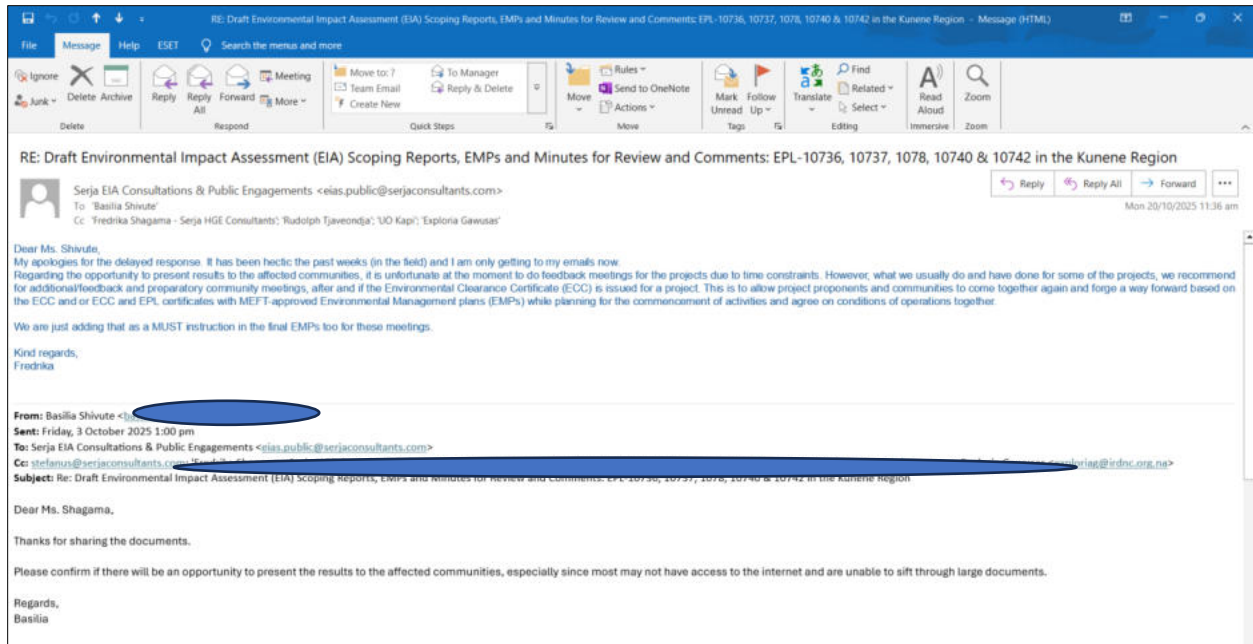 RE: Draft Environmental Impact Assessment (EIA) Scoping Reports, EMPs and Minutes for Review and Comments: EPL-10736, 10737, 1078, 10740 & 10742 in the Kunene Region - Message (HTML)
File Message Help ESET Search the menus and more
Ignore
Junk
Delete Archive
Reply Reply All Forward
Meeting
More
Move to: ?
Team Email
Create New
To Manager
Reply & Delete
Move
Rules
Send to OneNote
Actions
Mark Unread
Follow Up
Translate
Find
Related
Select
Read Aloud
Zoom
Delete Respond Quick Steps Move Tags Editing Immersive Zoom
RE: Draft Environmental Impact Assessment (EIA) Scoping Reports, EMPs and Minutes for Review and Comments: EPL-10736, 10737, 1078, 10740 & 10742 in the Kunene Region
Serja EIA Consultations & Public Engagements <eias.public@serjaconsultants.com>
To 'Basilia Shivute'
Cc 'Fredrika Shagama - Serja HGE Consultants'; 'Rudolph Tjaveondja'; 'UO Kapi'; 'Exploria Gawusas'
Reply Reply All Forward
Mon 20/10/2025 11:36 am
Dear Ms. Shivute,
My apologies for the delayed response. It has been hectic the past weeks (in the field) and I am only getting to my emails now.
Regarding the opportunity to present results to the affected communities, it is unfortunate at the moment to do feedback meetings for the projects due to time constraints. However, what we usually do and have done for some of the projects, we recommend
for additional/feedback and preparatory community meetings, after and if the Environmental Clearance Certificate (ECC) is issued for a project. This is to allow project proponents and communities to come together again and forge a way forward based on
the ECC and or ECC and EPL certificates with MEFT-approved Environmental Management plans (EMPs) while planning for the commencement of activities and agree on conditions of operations together.
We are just adding that as a MUST instruction in the final EMPs too for these meetings.
Kind regards,
Fredrika
From: Basilia Shivute
Sent: Friday, 3 October 2025 1:00 pm
To: Serja EIA Consultations & Public Engagements <eias.public@serjaconsultants.com>
Cc: stefanus@serjaconsultants.com
Subject: Re: Draft Environmental Impact Assessment (EIA) Scoping Reports, EMPs and Minutes for Review and Comments: EPL-10736, 10737, 1078, 10740 & 10742 in the Kunene Region
Dear Ms. Shagama,
Thanks for sharing the documents.
Please confirm if there will be an opportunity to present the results to the affected communities, especially since most may not have access to the internet and are unable to sift through large documents.
Regards,
Basilia